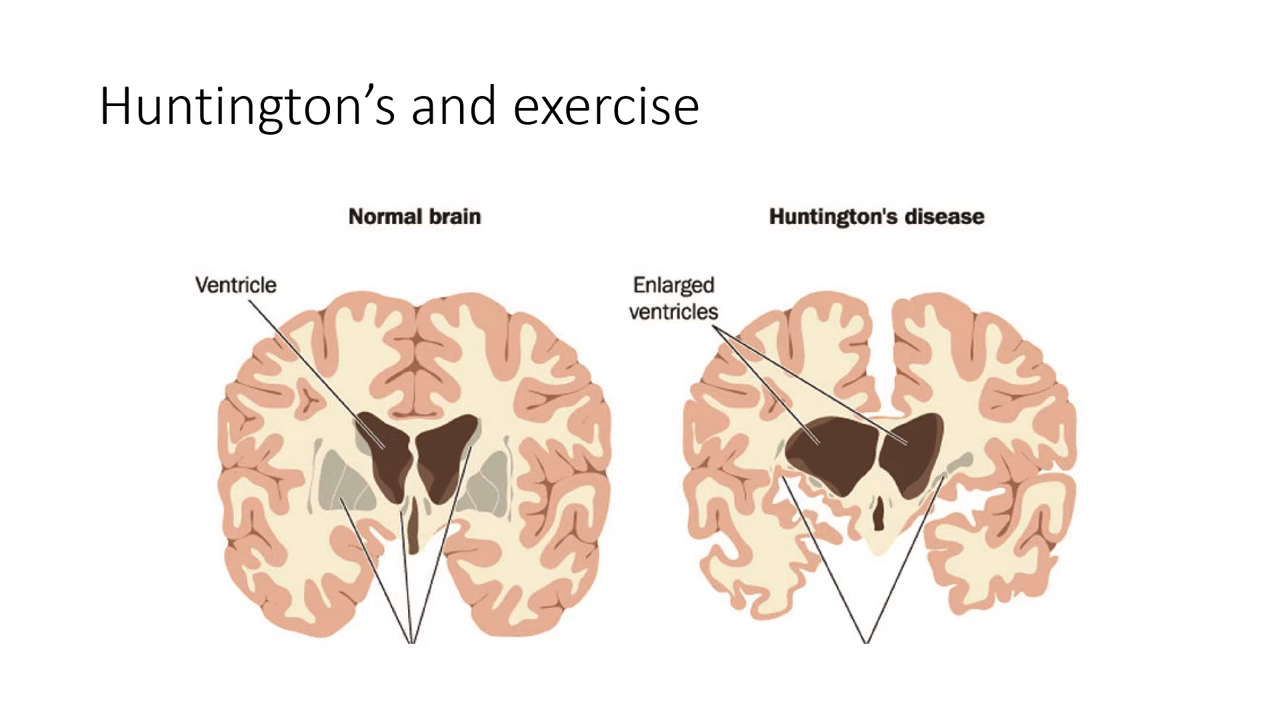 Huntington’s and exercise
Normal brain
Huntington's disease
Ventricle
Enlarged
ventricles